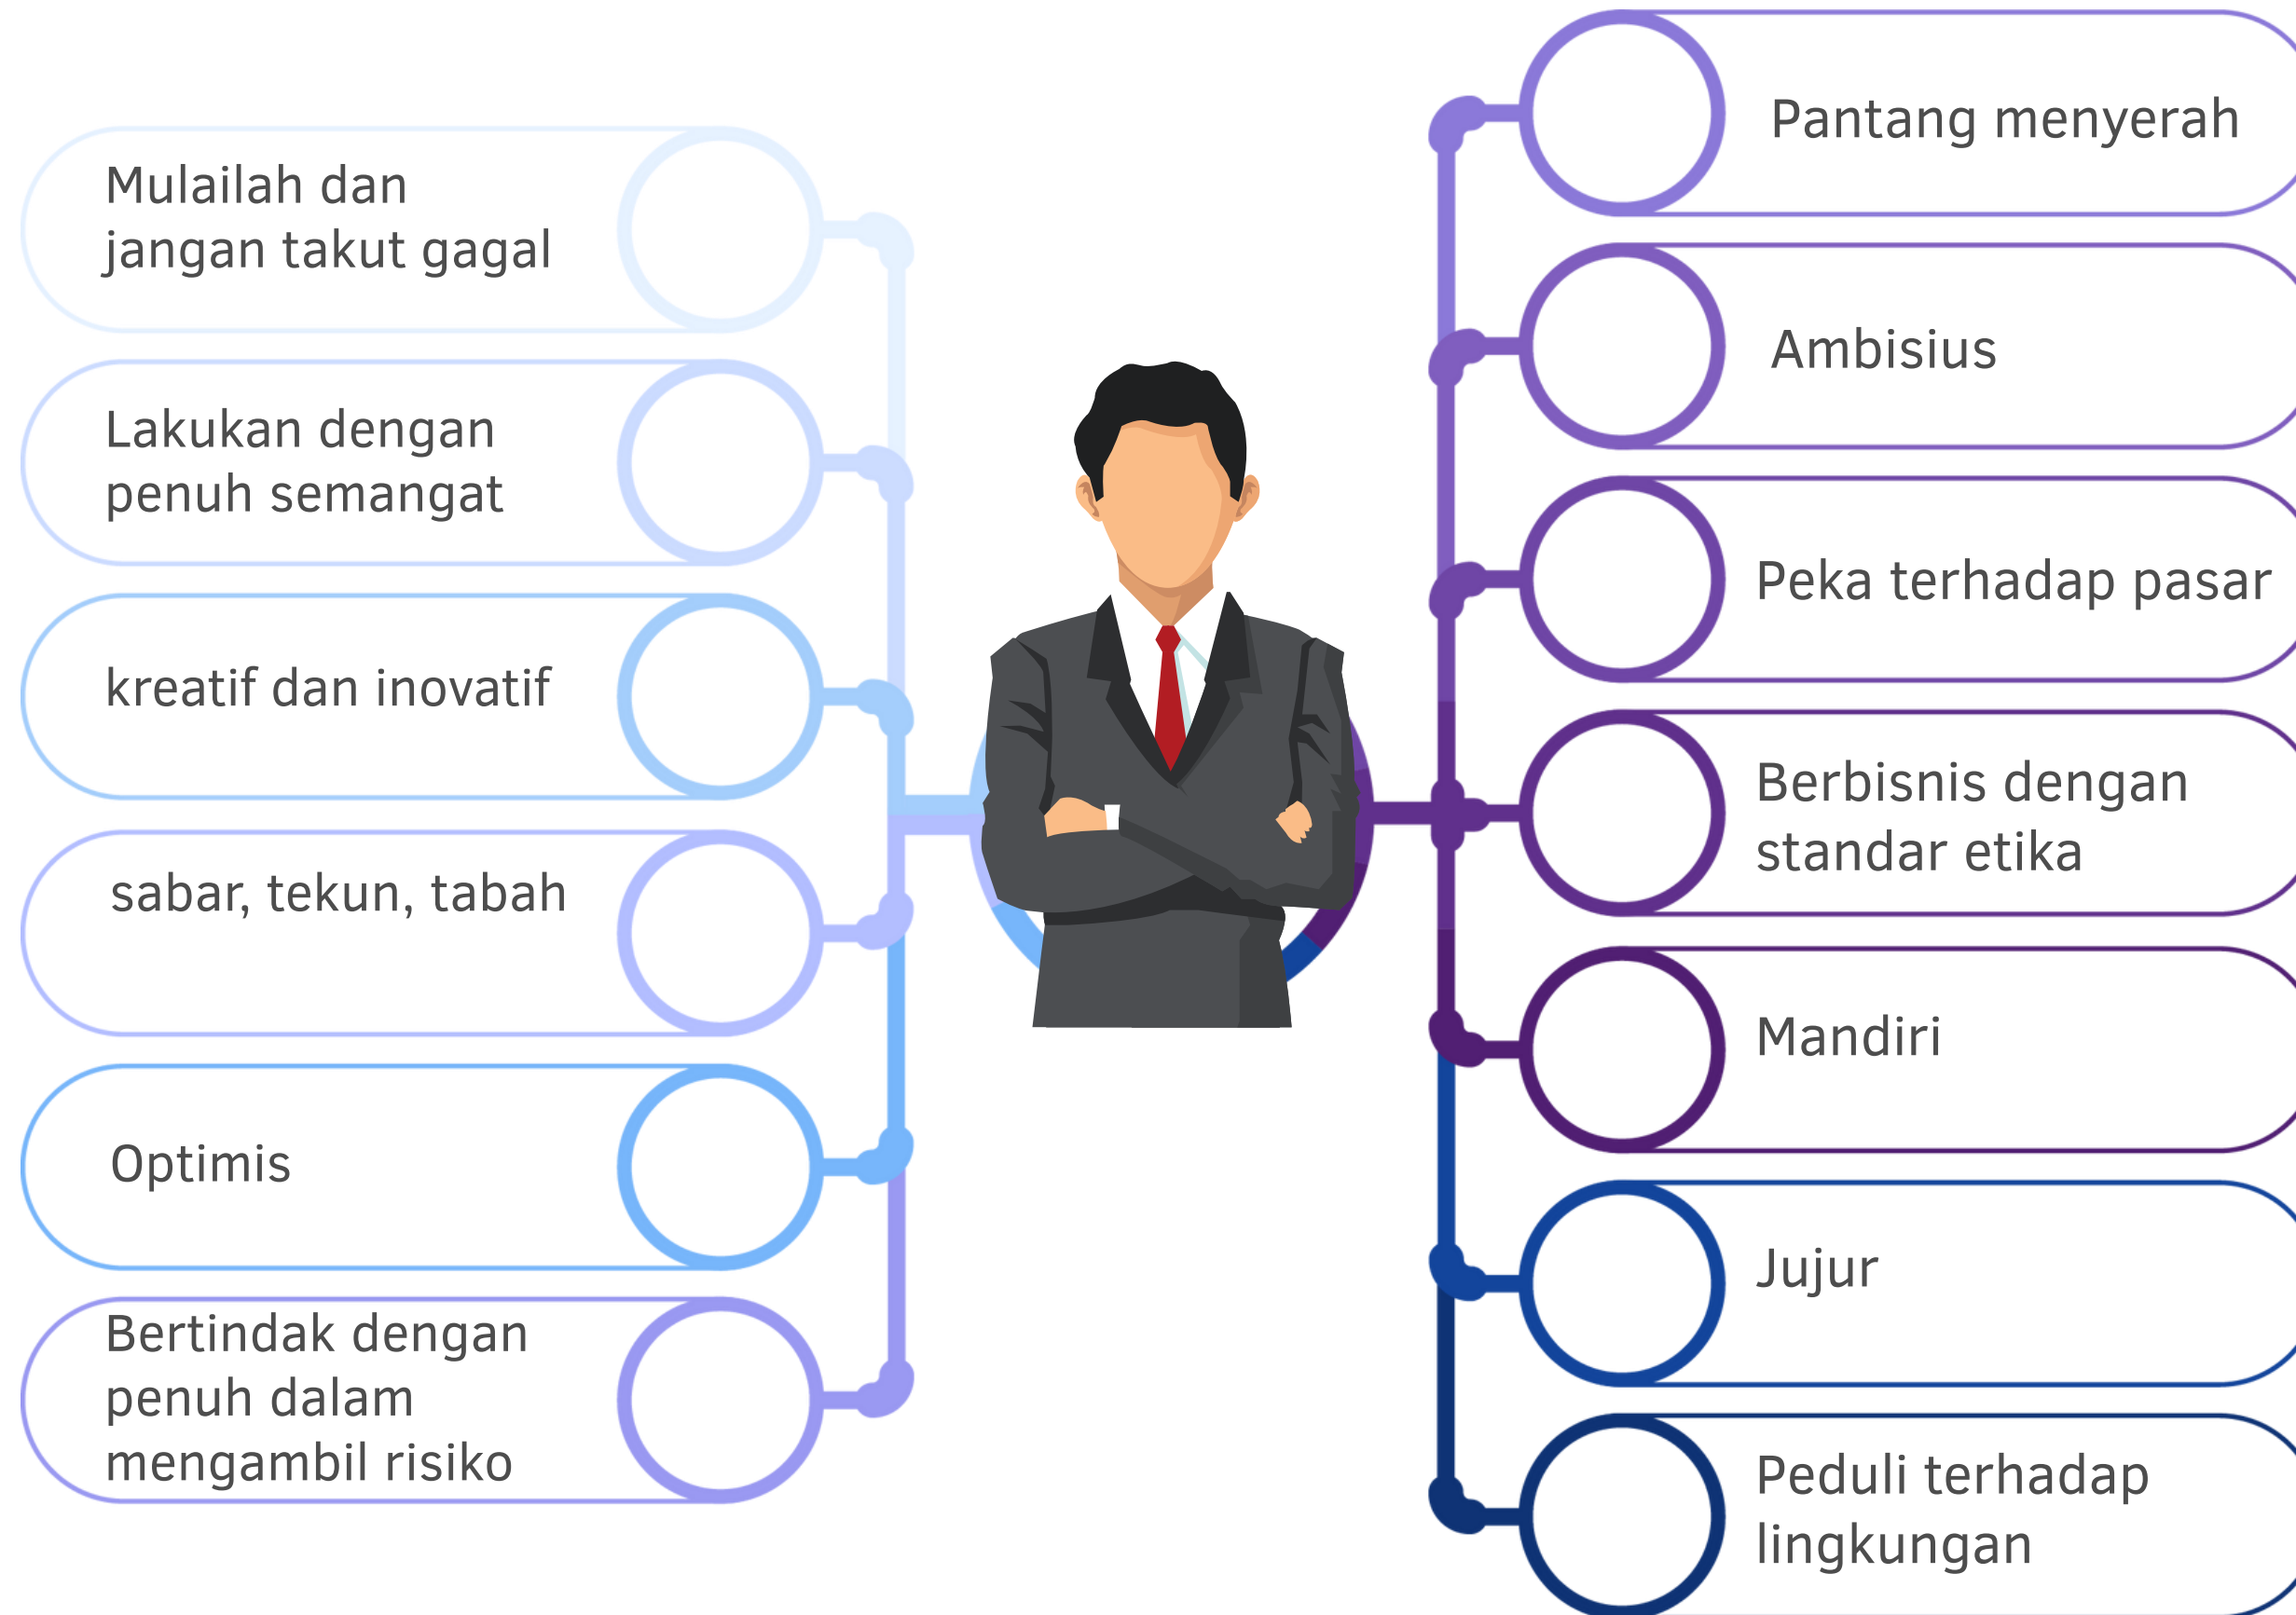 Mulailah dan
jangan takut gagal
Lakukan dengan
penuh semangat
kreatif dan inovatif
sabar, tekun, tabah
Optimis
Bertindak dengan
penuh dalam
mengambil risiko
Pantang menyerah
Ambisius
Peka terhadap pasar
Berbisnis dengan
standar etika
Mandiri
Jujur
Peduli terhadap
lingkungan